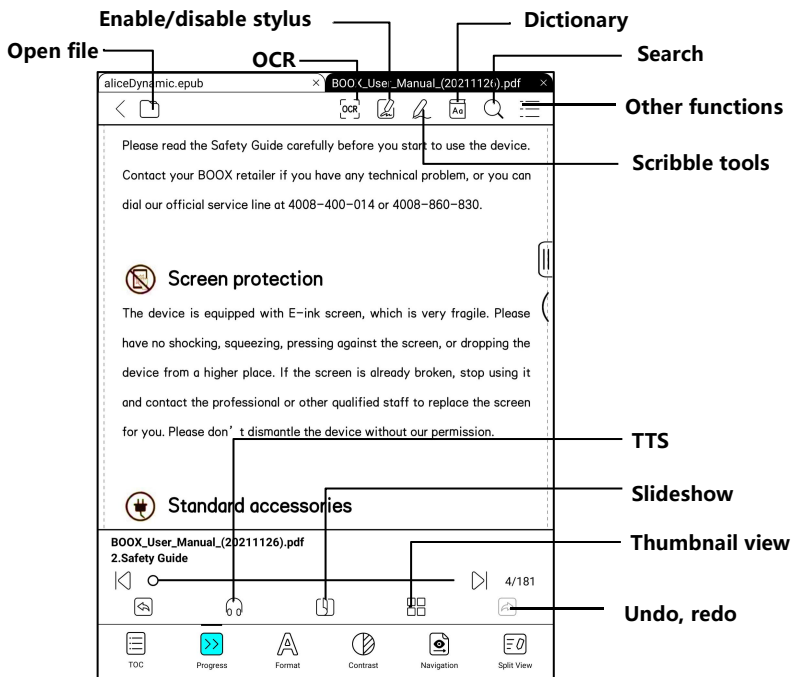 Enable/disable stylus
Dictionary
Open file
OCR
Search
aliceDynamic.epub ×
BOOX_User_Manual_(20211126).pdf ×
OCR
Aa
Other functions
Please read the Safety Guide carefully before you start to use the device.
Scribble tools
Contact your BOOX retailer if you have any technical problem, or you can
dial our official service line at 4008-400-014 or 4008-860-830.
Screen protection
The device is equipped with E-ink screen, which is very fragile. Please
have no shocking, squeezing, pressing against the screen, or dropping the
device from a higher place. If the screen is already broken, stop using it
and contact the professional or other qualified staff to replace the screen
for you. Please don’t dismantle the device without our permission.
TTS
Slideshow
Standard accessories
BOOX_User_Manual_(20211126).pdf
Thumbnail view
2.Safety Guide
4/181
Undo, redo
TOC
Progress
Format
Contrast
Navigation
Split View